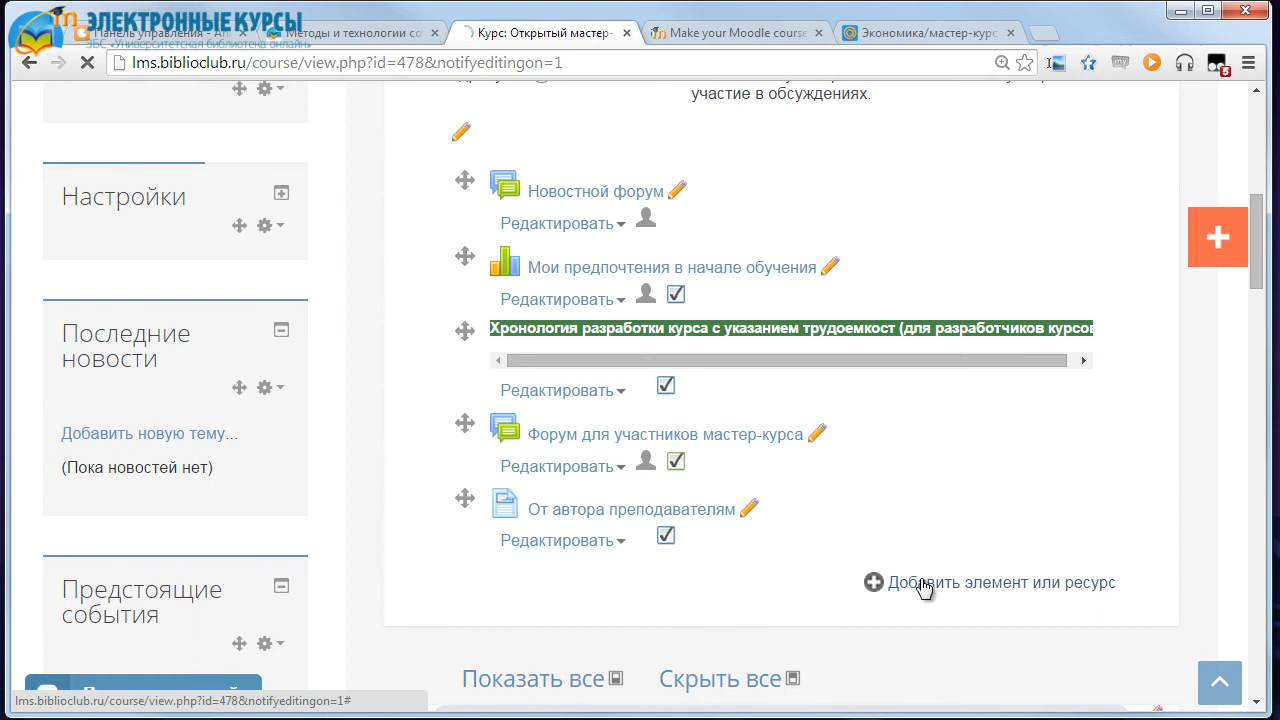 ЭЛЕКТРОННЫЕ КУРСЫ
ЭБС «Университетская библиотека онлайн»
Панель управления - Ar
Методы и технологии со
Курс: Открытый мастер-
Make your Moodle course
Экономика/мастер-курс
lms.biblioclub.ru/course/view.php?id=478&notifyeditingon=1
5
участие в обсуждениях.
Настройки
Последние
новости
Добавить новую тему...
(Пока новостей нет)
Предстоящие
события
Новостной форум
Редактировать
Мои предпочтения в начале обучения
Редактировать
Хронология разработки курса с указанием трудоемкост (для разработчиков курсов
Редактировать
Форум для участников мастер-курса
Редактировать
От автора преподавателям
Редактировать
Добавить элемент или ресурс
Показать все
Скрыть все
lms.biblioclub.ru/course/view.php?id=478&notifyeditingon=1#